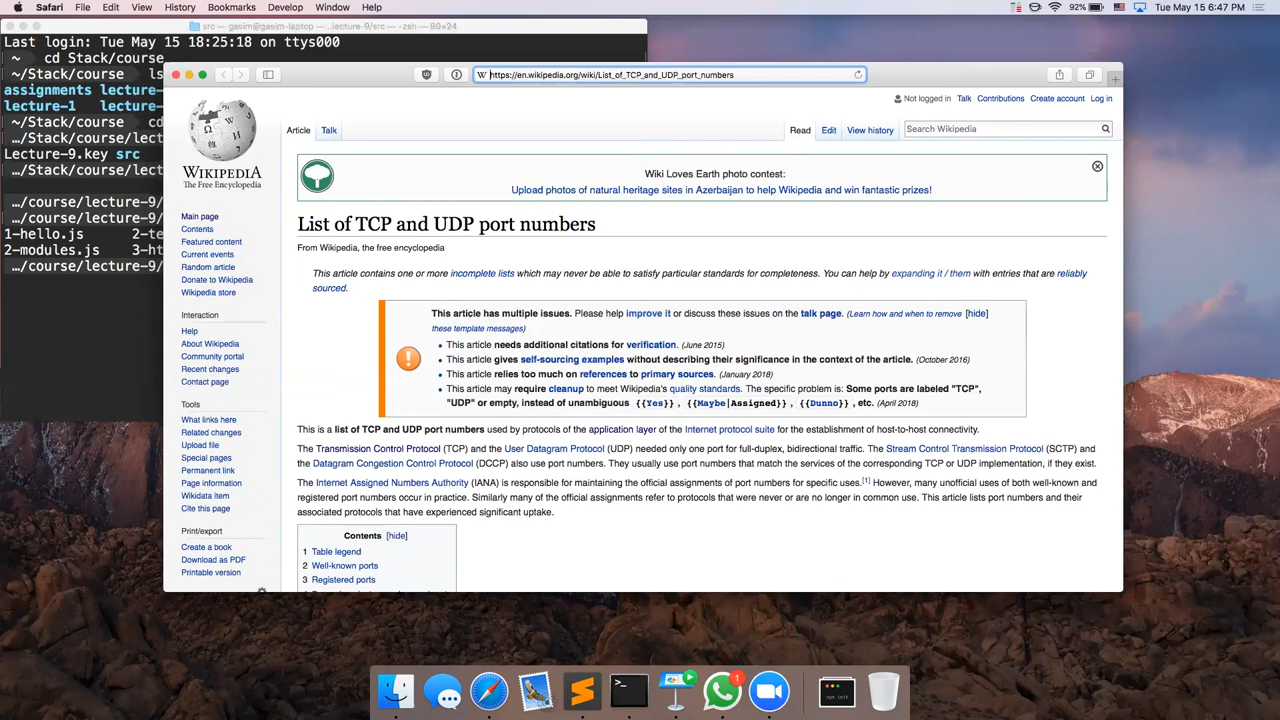 Safari File Edit View History Bookmarks Develop Window Help 92% Tue May 15 6:47 PM
src — gasim@gasim-laptop — ..lecture-9/src — -zsh — 80×24
Last login: Tue May 15 18:25:18 on ttys000
~ cd Stack/course
~/Stack/course ls
assignments lecture-
lecture-1 lecture-
~/Stack/course cd
~/Stack/course/lect
Lecture-9.key src
~/Stack/course/lect
…/course/lecture-9/
…/course/lecture-9/
1-hello.js 2-te
2-modules.js 3-ht
…/course/lecture-9/
W https://en.wikipedia.org/wiki/List_of_TCP_and_UDP_port_numbers
Not logged in Talk Contributions Create account Log in
Article Talk Read Edit View history Search Wikipedia
WIKIPEDIA
The Free Encyclopedia
Main page
Contents
Featured content
Current events
Random article
Donate to Wikipedia
Wikipedia store
Interaction
Help
About Wikipedia
Community portal
Recent changes
Contact page
Tools
What links here
Related changes
Upload file
Special pages
Permanent link
Page information
Wikidata item
Cite this page
Print/export
Create a book
Download as PDF
Printable version
Wiki Loves Earth photo contest:
Upload photos of natural heritage sites in Azerbaijan to help Wikipedia and win fantastic prizes!
List of TCP and UDP port numbers
From Wikipedia, the free encyclopedia
This article contains one or more incomplete lists which may never be able to satisfy particular standards for completeness. You can help by expanding it / them with entries that are reliably
sourced.
This article has multiple issues. Please help improve it or discuss these issues on the talk page. (Learn how and when to remove [hide]
these template messages)
• This article needs additional citations for verification. (June 2015)
• This article gives self-sourcing examples without describing their significance in the context of the article. (October 2016)
• This article relies too much on references to primary sources. (January 2018)
• This article may require cleanup to meet Wikipedia's quality standards. The specific problem is: Some ports are labeled "TCP",
"UDP" or empty, instead of unambiguous {{Yes}}, {{Maybe|Assigned}}, {{Dunno}}, etc. (April 2018)
This is a list of TCP and UDP port numbers used by protocols of the application layer of the Internet protocol suite for the establishment of host-to-host connectivity.
The Transmission Control Protocol (TCP) and the User Datagram Protocol (UDP) needed only one port for full-duplex, bidirectional traffic. The Stream Control Transmission Protocol (SCTP) and
the Datagram Congestion Control Protocol (DCCP) also use port numbers. They usually use port numbers that match the services of the corresponding TCP or UDP implementation, if they exist.
The Internet Assigned Numbers Authority (IANA) is responsible for maintaining the official assignments of port numbers for specific uses.[1] However, many unofficial uses of both well-known and
registered port numbers occur in practice. Similarly many of the official assignments refer to protocols that were never or are no longer in common use. This article lists port numbers and their
associated protocols that have experienced significant uptake.
Contents [hide]
1 Table legend
2 Well-known ports
3 Registered ports
>_
1
npm init